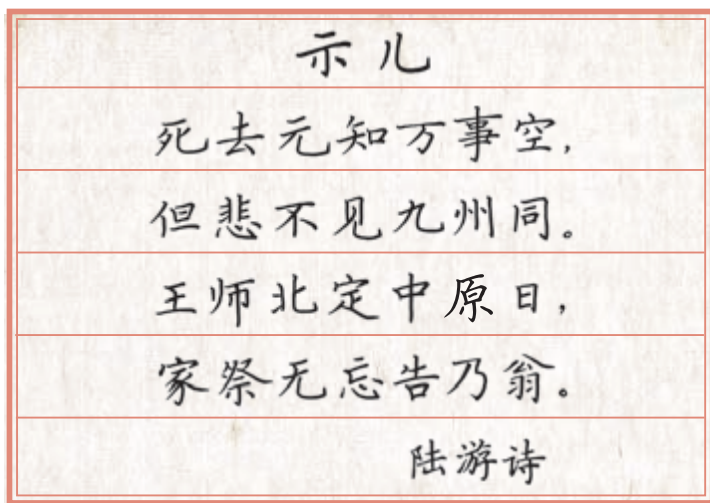 示儿
死去元知万事空，
但悲不见九州同。
王师北定中原日，
家祭无忘告乃翁。
陆游诗